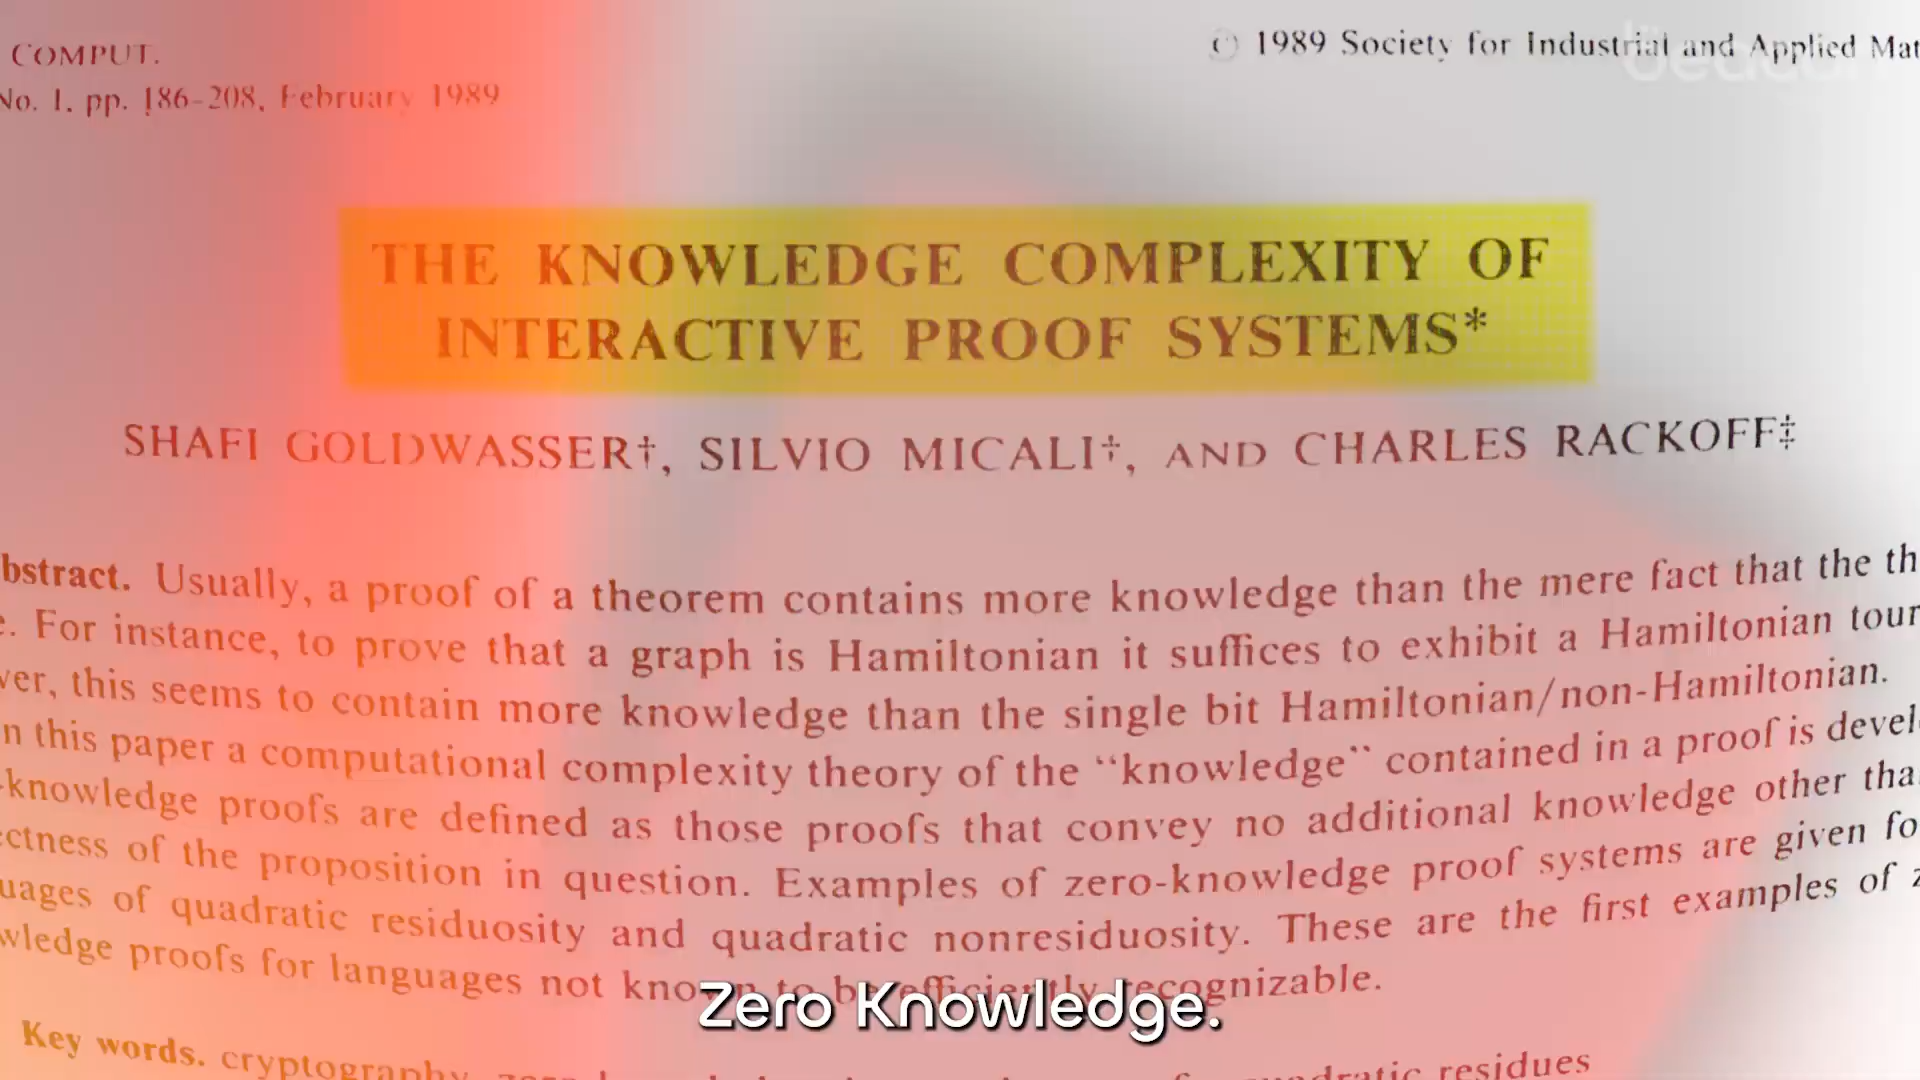 COMPUT.
No. 1, pp. 186-208, February 1989
© 1989 Society for Industrial and Applied Mat
the beacon
THE KNOWLEDGE COMPLEXITY OF
INTERACTIVE PROOF SYSTEMS*
SHAFI GOLDWASSER†, SILVIO MICALI†, AND CHARLES RACKOFF‡
bstract. Usually, a proof of a theorem contains more knowledge than the mere fact that the th
e. For instance, to prove that a graph is Hamiltonian it suffices to exhibit a Hamiltonian tour
ver, this seems to contain more knowledge than the single bit Hamiltonian/non-Hamiltonian.
n this paper a computational complexity theory of the “knowledge” contained in a proof is devel
-knowledge proofs are defined as those proofs that convey no additional knowledge other tha
ctness of the proposition in question. Examples of zero-knowledge proof systems are given fo
uages of quadratic residuosity and quadratic nonresiduosity. These are the first examples of z
wledge proofs for languages not known to be efficiently recognizable.
Zero Knowledge.
Key words. cryptography, quadratic residues